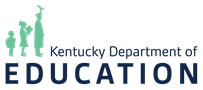 Kentucky Department of
EDUCATION